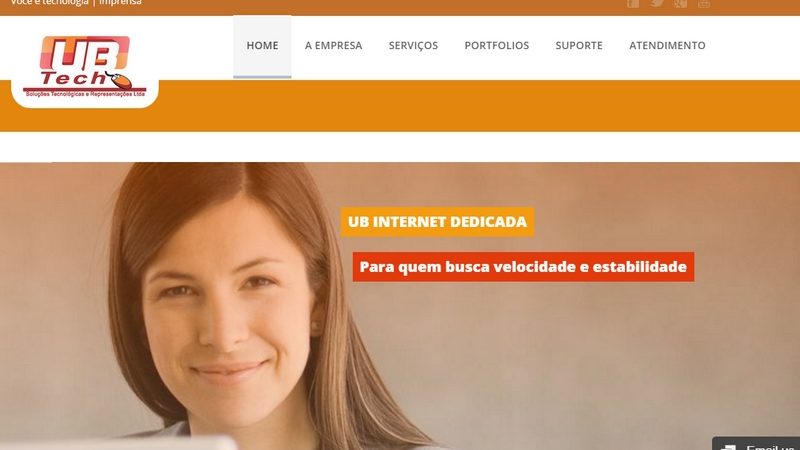 Você e tecnologia | Imprensa
UB
Tech
Soluções Tecnológicas e Representações Ltda
HOME A EMPRESA SERVIÇOS PORTFOLIOS SUPORTE ATENDIMENTO
UB INTERNET DEDICADA
Para quem busca velocidade e estabilidade
Email us